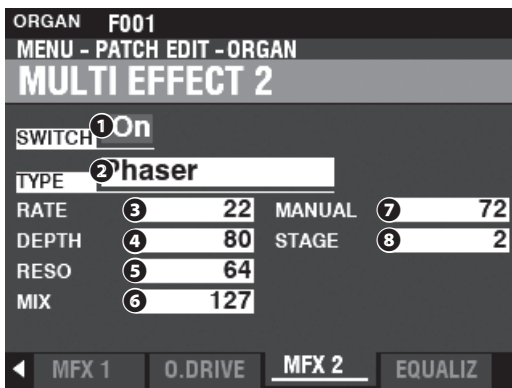 ORGAN F001
MENU - PATCH EDIT - ORGAN
MULTI EFFECT 2
SWITCH 1 On
TYPE 2 Phaser
RATE 3 22 MANUAL 7 72
DEPTH 4 80 STAGE 8 2
RESO 5 64
MIX 6 127
◀ MFX 1 O.DRIVE MFX 2 EQUALIZ